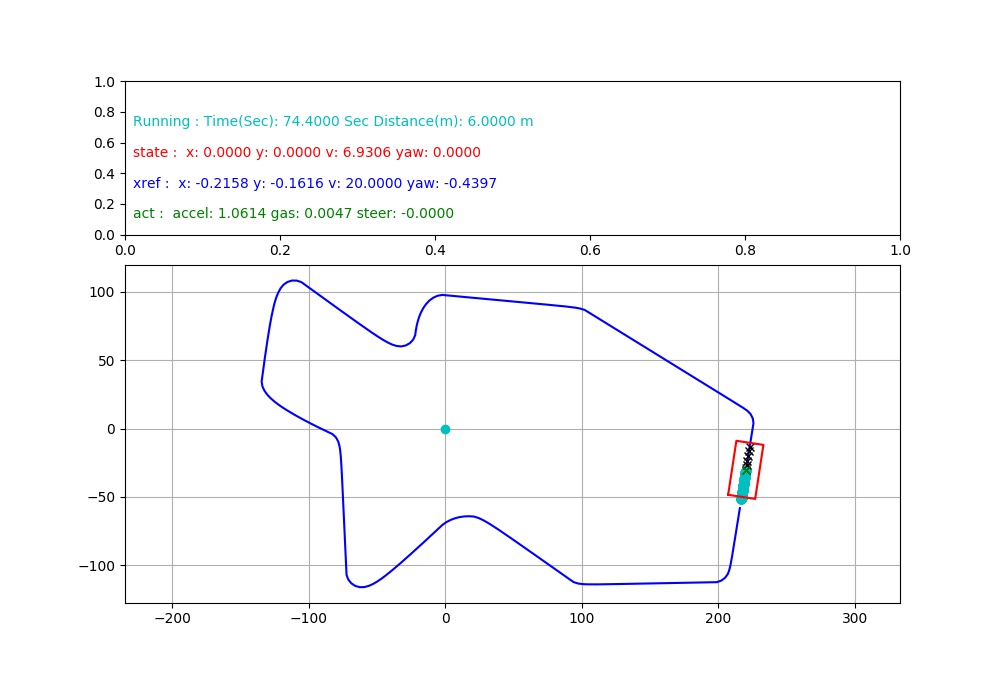 1.0
0.8
0.6
0.4
0.2
0.0
Running : Time(Sec): 74.4000 Sec Distance(m): 6.0000 m
state :  x: 0.0000 y: 0.0000 v: 6.9306 yaw: 0.0000
xref :  x: -0.2158 y: -0.1616 v: 20.0000 yaw: -0.4397
act :  accel: 1.0614 gas: 0.0047 steer: -0.0000
0.0 0.2 0.4 0.6 0.8 1.0
100
50
0
−50
−100
−200 −100 0 100 200 300